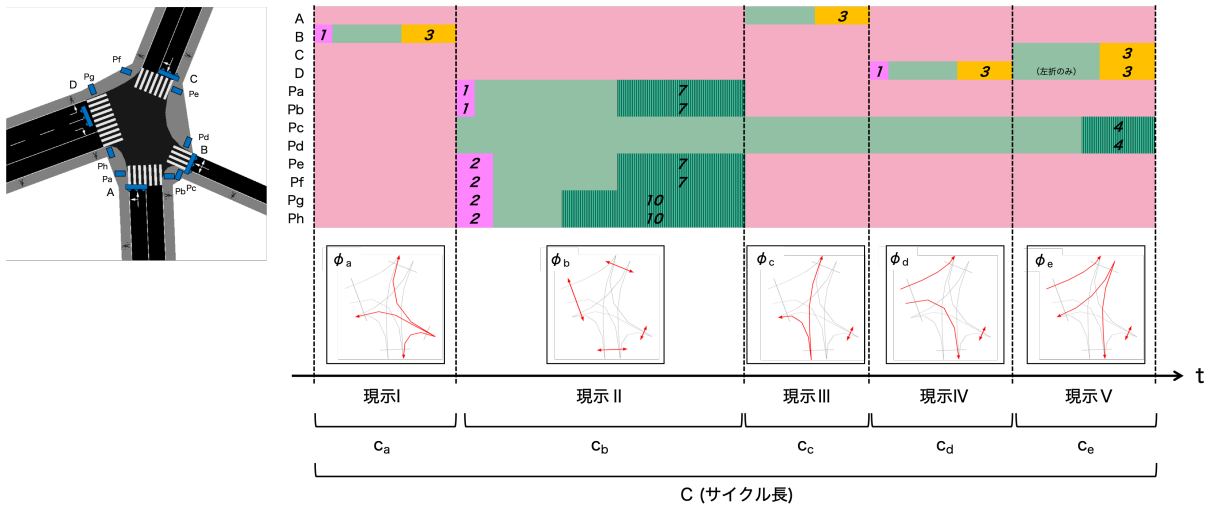 Pf
Pg
D
C
Pe
Pd
B
Ph
Pa
A
Pb
Pc
A
3
B
1
3
C
3
D
1
3
(左折のみ)
3
Pa
1
7
Pb
1
7
Pc
4
Pd
4
Pe
2
7
Pf
2
7
Pg
2
10
Ph
2
10
ϕa
ϕb
ϕc
ϕd
ϕe
t
現示Ⅰ
現示Ⅱ
現示Ⅲ
現示Ⅳ
現示Ⅴ
ca
cb
cc
cd
ce
C (サイクル長)